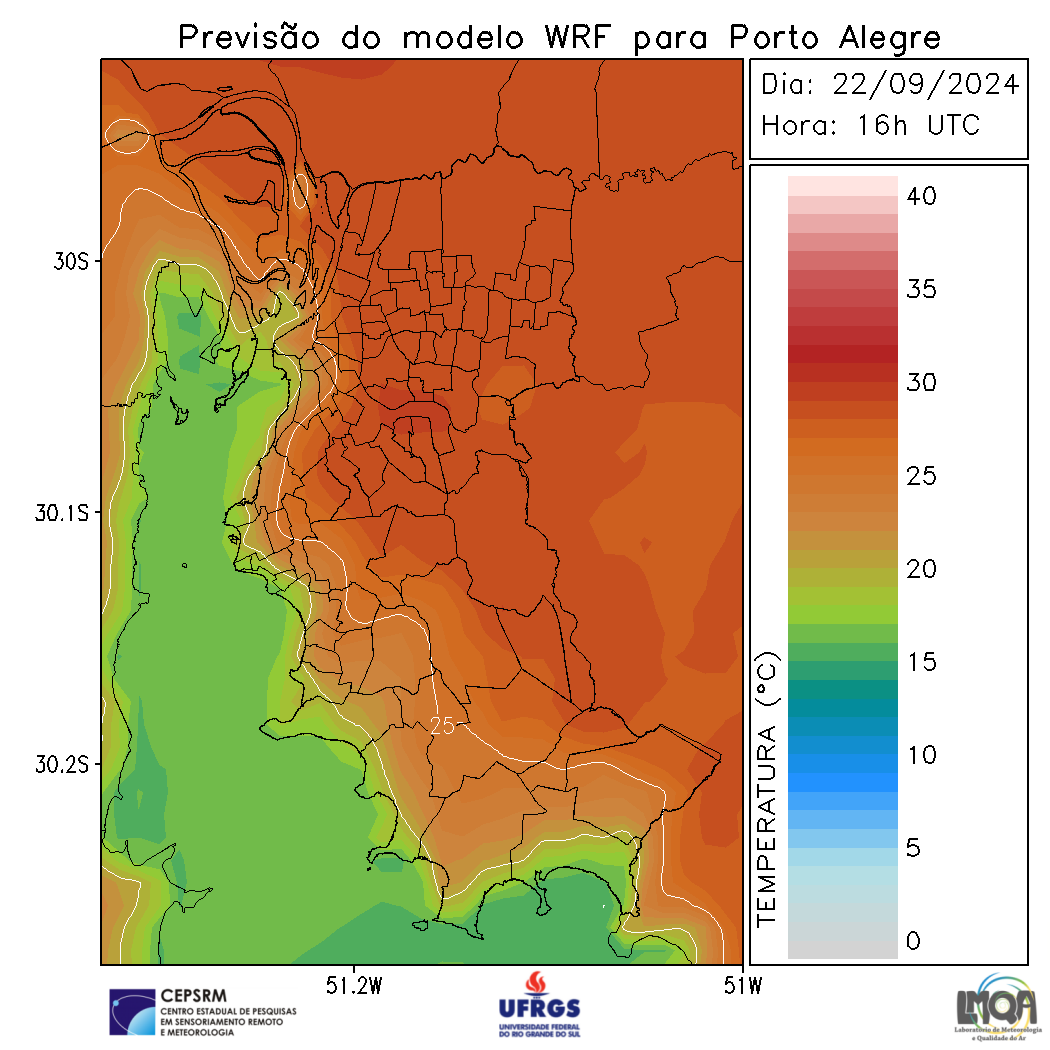 Previsão do modelo WRF para Porto Alegre
Dia: 22/09/2024
Hora: 16h UTC
40
35
30
25
20
15
10
5
0
TEMPERATURA (°C)
30S
30.1S
30.2S
25
51.2W
51W
CEPSRM
CENTRO ESTADUAL DE PESQUISAS
EM SENSORIAMENTO REMOTO
E METEOROLOGIA
UFRGS
UNIVERSIDADE FEDERAL
DO RIO GRANDE DO SUL
LMQA
Laboratório de Meteorologia
e Qualidade do Ar